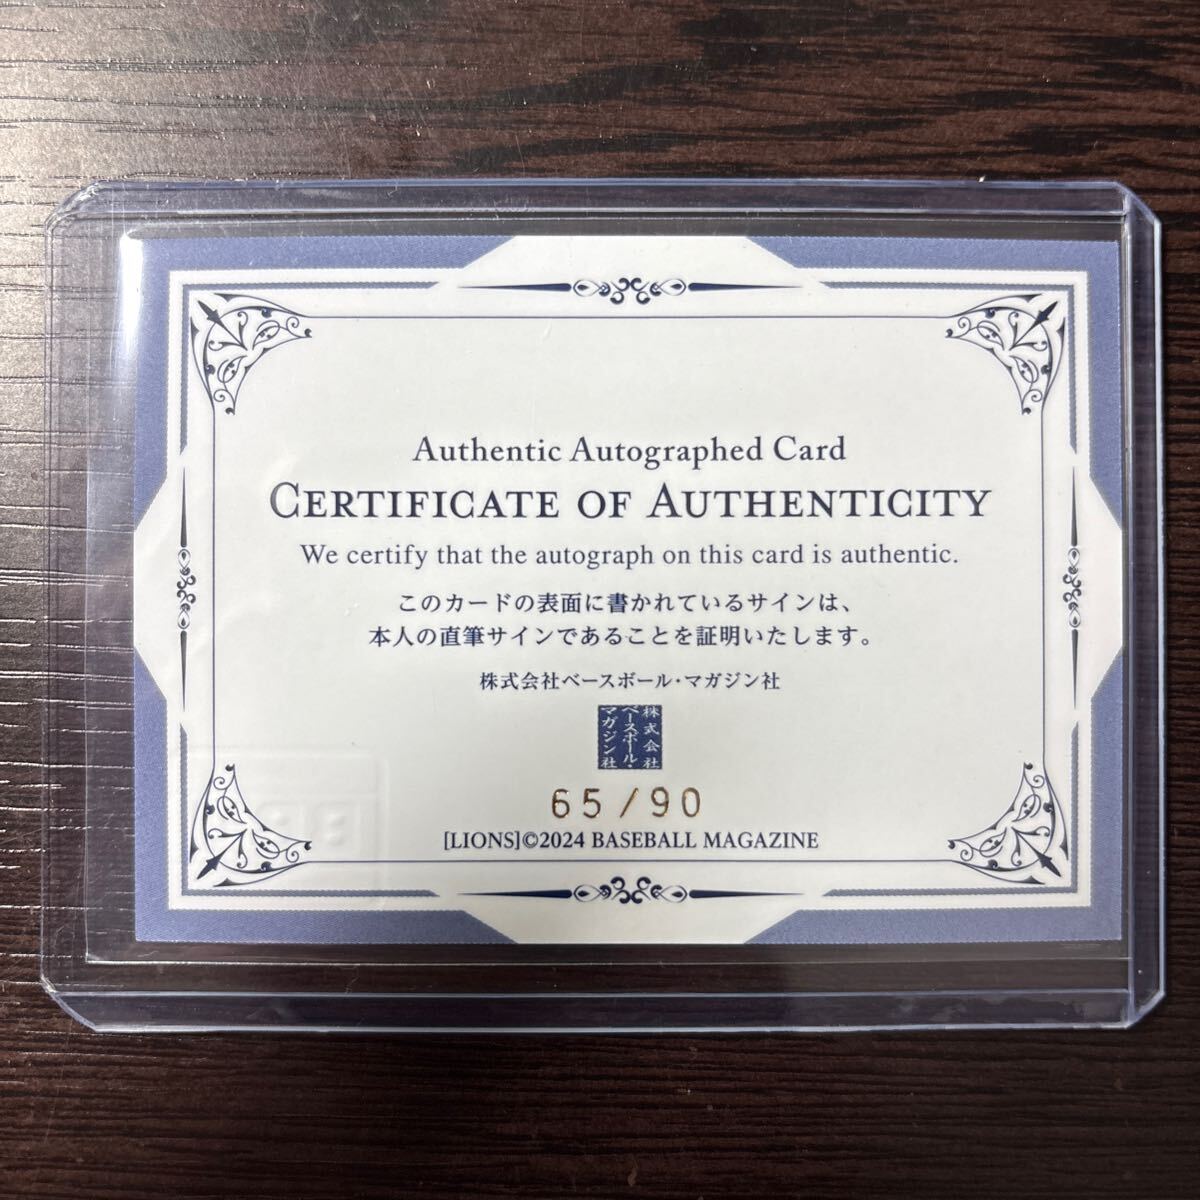 Authentic Autographed Card
CERTIFICATE OF AUTHENTICITY
We certify that the autograph on this card is authentic.
このカードの表面に書かれているサインは、
本人の直筆サインであることを証明いたします。
株式会社ベースボール・マガジン社
株式会社
ベースボール・
マガジン社
65/90
[LIONS]©2024 BASEBALL MAGAZINE